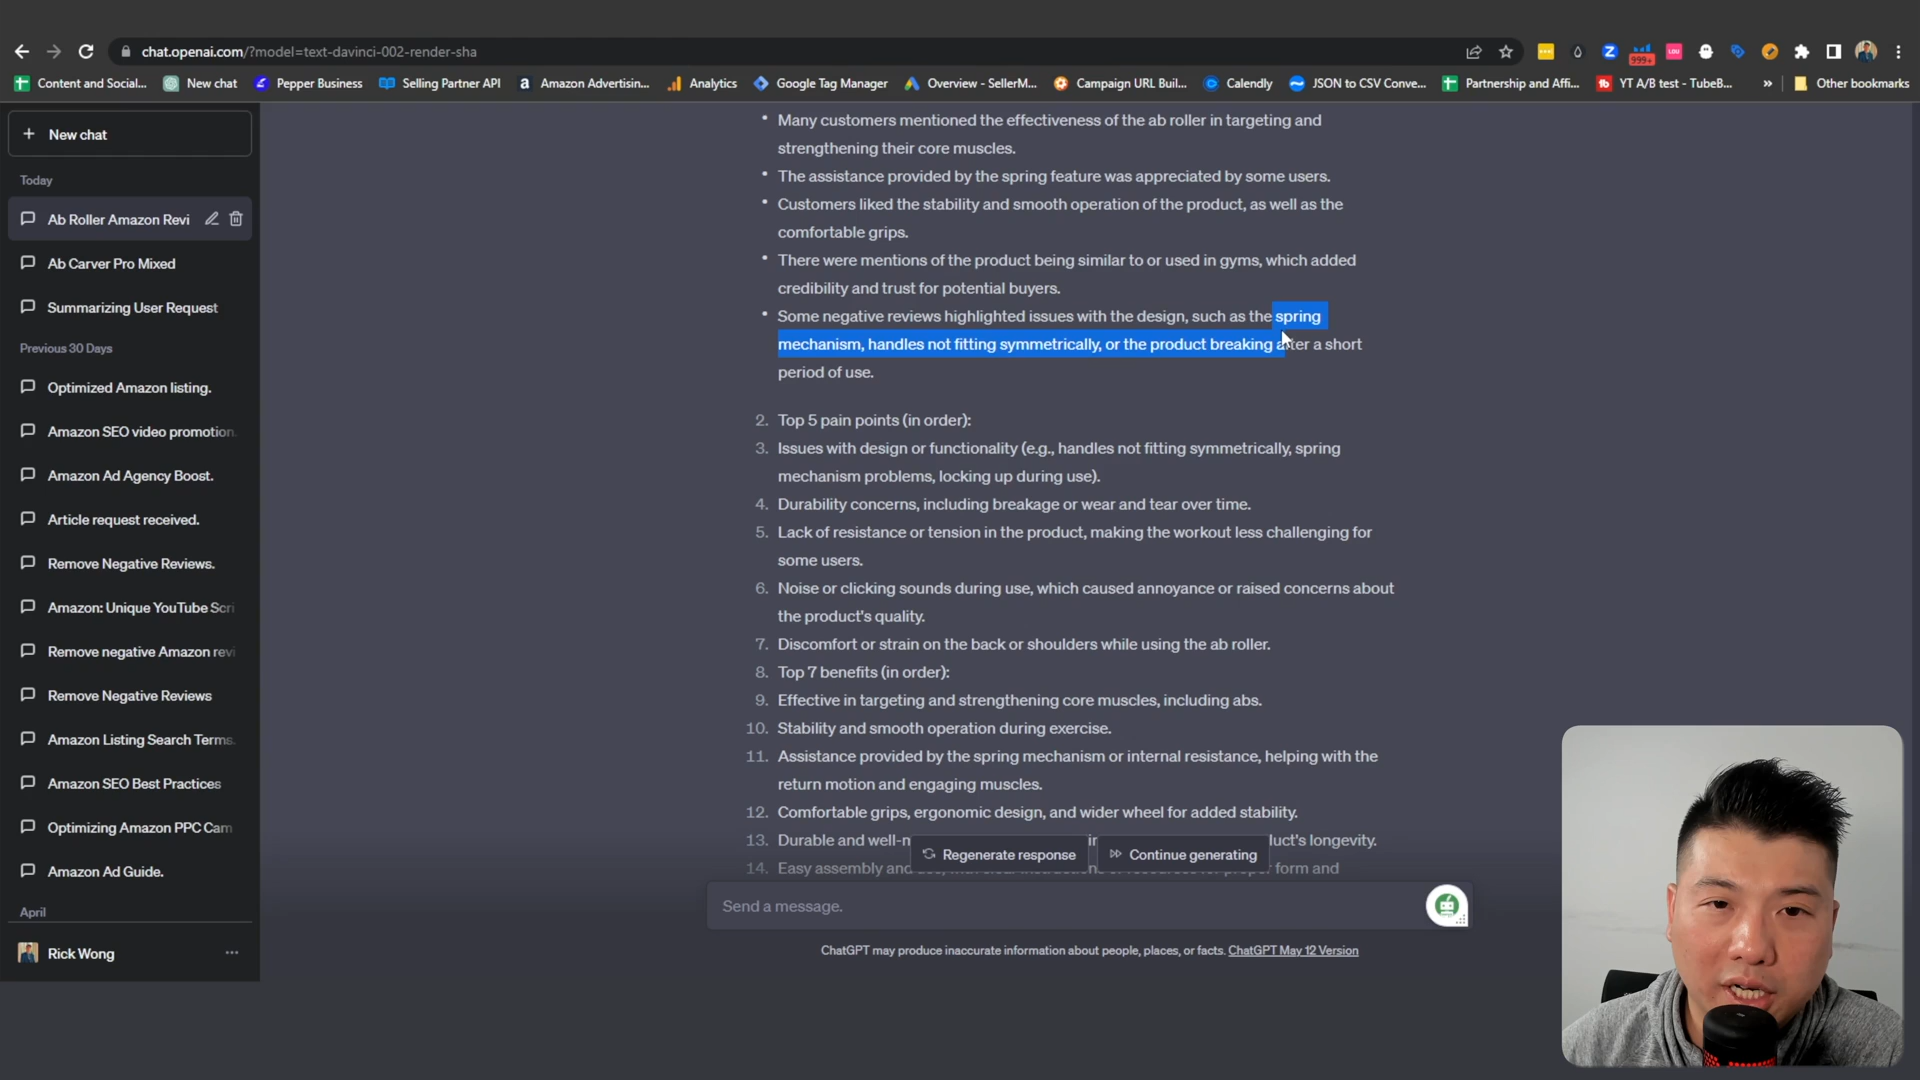 chat.openai.com/?model=text-davinci-002-render-sha
999+
LOU
Content and Social...
New chat
Pepper Business
Selling Partner API
a
Amazon Advertisin...
Analytics
Google Tag Manager
Overview - SellerM...
Campaign URL Buil...
Calendly
JSON to CSV Conve...
Partnership and Affi...
YT A/B test - TubeB...
»
Other bookmarks
+ New chat
Today
Ab Roller Amazon Revi
Ab Carver Pro Mixed
Summarizing User Request
Previous 30 Days
Optimized Amazon listing.
Amazon SEO video promotion.
Amazon Ad Agency Boost.
Article request received.
Remove Negative Reviews.
Amazon: Unique YouTube Scri
Remove negative Amazon revi
Remove Negative Reviews
Amazon Listing Search Terms.
Amazon SEO Best Practices
Optimizing Amazon PPC Cam
Amazon Ad Guide.
April
Rick Wong
• Many customers mentioned the effectiveness of the ab roller in targeting and
strengthening their core muscles.
• The assistance provided by the spring feature was appreciated by some users.
• Customers liked the stability and smooth operation of the product, as well as the
comfortable grips.
• There were mentions of the product being similar to or used in gyms, which added
credibility and trust for potential buyers.
• Some negative reviews highlighted issues with the design, such as the spring
mechanism, handles not fitting symmetrically, or the product breaking after a short
period of use.
2. Top 5 pain points (in order):
3. Issues with design or functionality (e.g., handles not fitting symmetrically, spring
mechanism problems, locking up during use).
4. Durability concerns, including breakage or wear and tear over time.
5. Lack of resistance or tension in the product, making the workout less challenging for
some users.
6. Noise or clicking sounds during use, which caused annoyance or raised concerns about
the product's quality.
7. Discomfort or strain on the back or shoulders while using the ab roller.
8. Top 7 benefits (in order):
9. Effective in targeting and strengthening core muscles, including abs.
10. Stability and smooth operation during exercise.
11. Assistance provided by the spring mechanism or internal resistance, helping with the
return motion and engaging muscles.
12. Comfortable grips, ergonomic design, and wider wheel for added stability.
13. Durable and well- longevity.
14. Easy assembly and form and
Regenerate response
Continue generating
Send a message.
ChatGPT may produce inaccurate information about people, places, or facts. ChatGPT May 12 Version